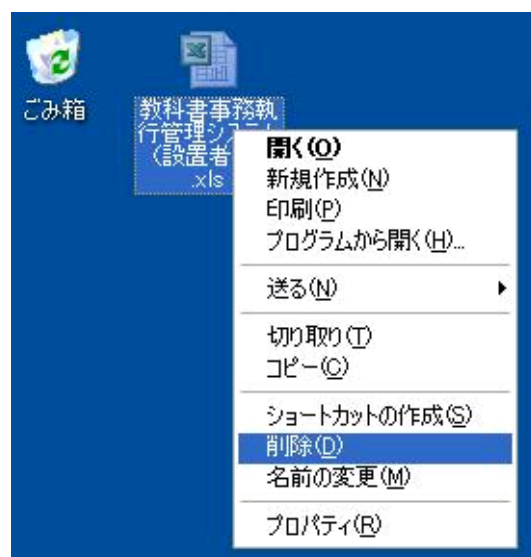 ごみ箱
教科書事務執
行管理システム
(設置者
.xls
開く(O)
新規作成(N)
印刷(P)
プログラムから開く(H)...
送る(N)
切り取り(T)
コピー(C)
ショートカットの作成(S)
削除(D)
名前の変更(M)
プロパティ(R)